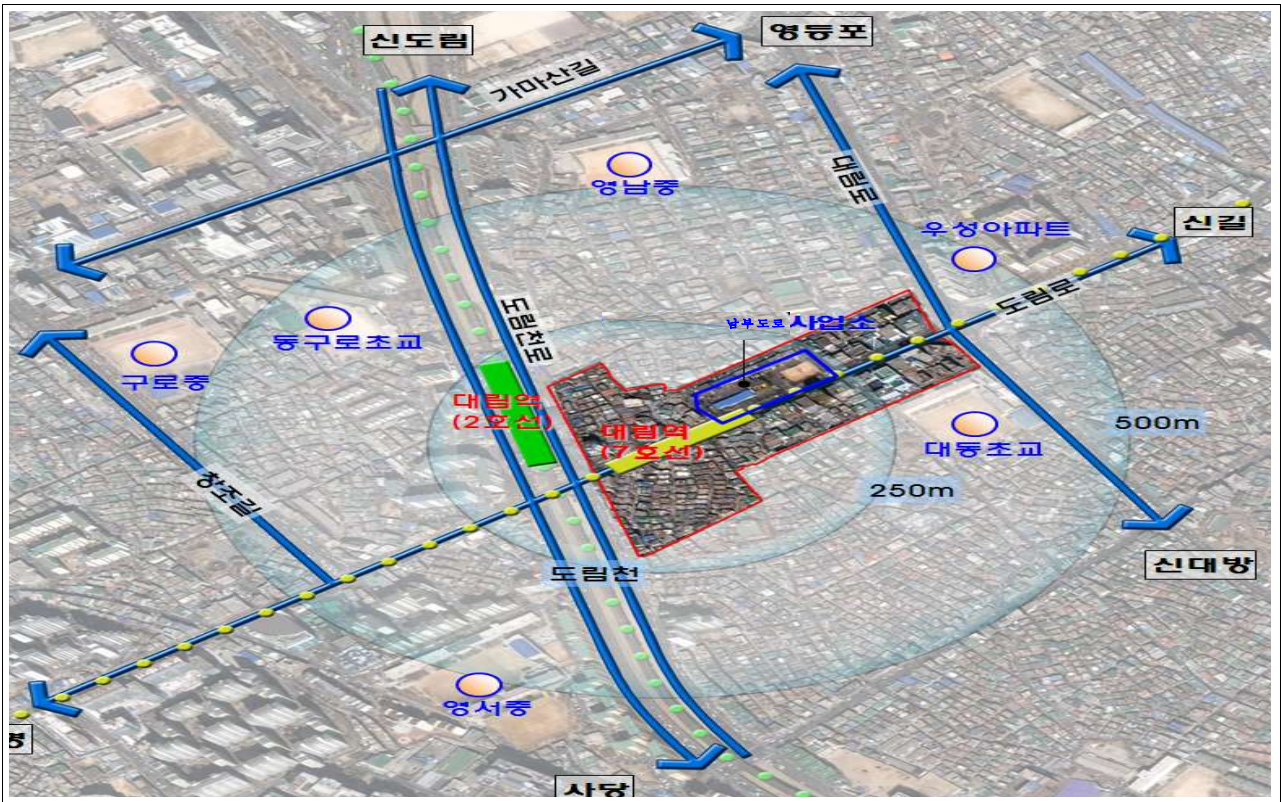 신도림
영등포
가마산길
영남중
대림로
우성아파트
신길
도림로
도림천로
남부도로사업소
동구로초교
구로중
대림역
(2호선)
대림역
(7호선)
대동초교
500m
250m
창조길
도림천
신대방
영서중
사당